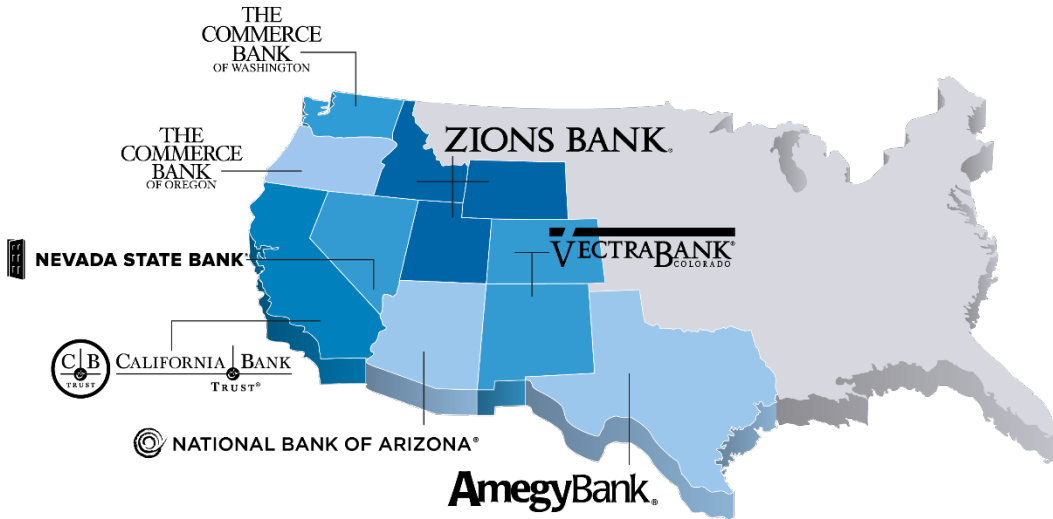 THE
COMMERCE
BANK
OF WASHINGTON
THE
COMMERCE
BANK
OF OREGON
ZIONS BANK®
VECTRABANK®
COLORADO
NEVADA STATE BANK
CB
TRUST
CALIFORNIA BANK
& TRUST®
NATIONAL BANK OF ARIZONA®
AmegyBank®